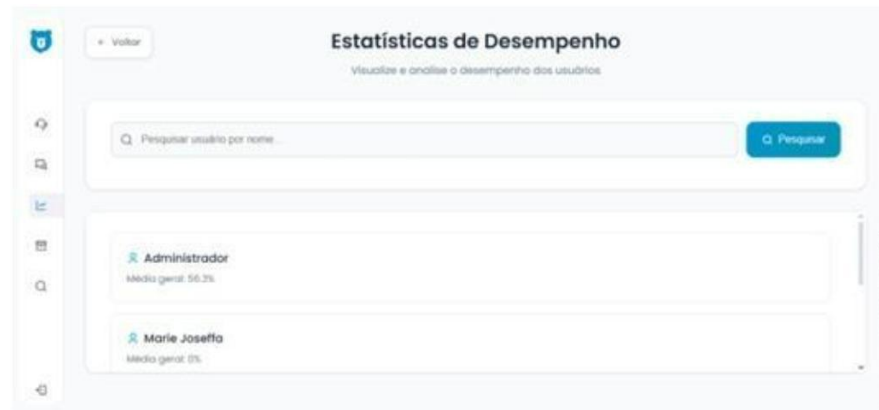 ← Voltar
Estatísticas de Desempenho
Visualize e analise o desempenho dos usuários
Pesquisar usuário por nome...
Pesquisar
Administrador
Média geral: 56.3%
Marie Joseffa
Média geral: 0%